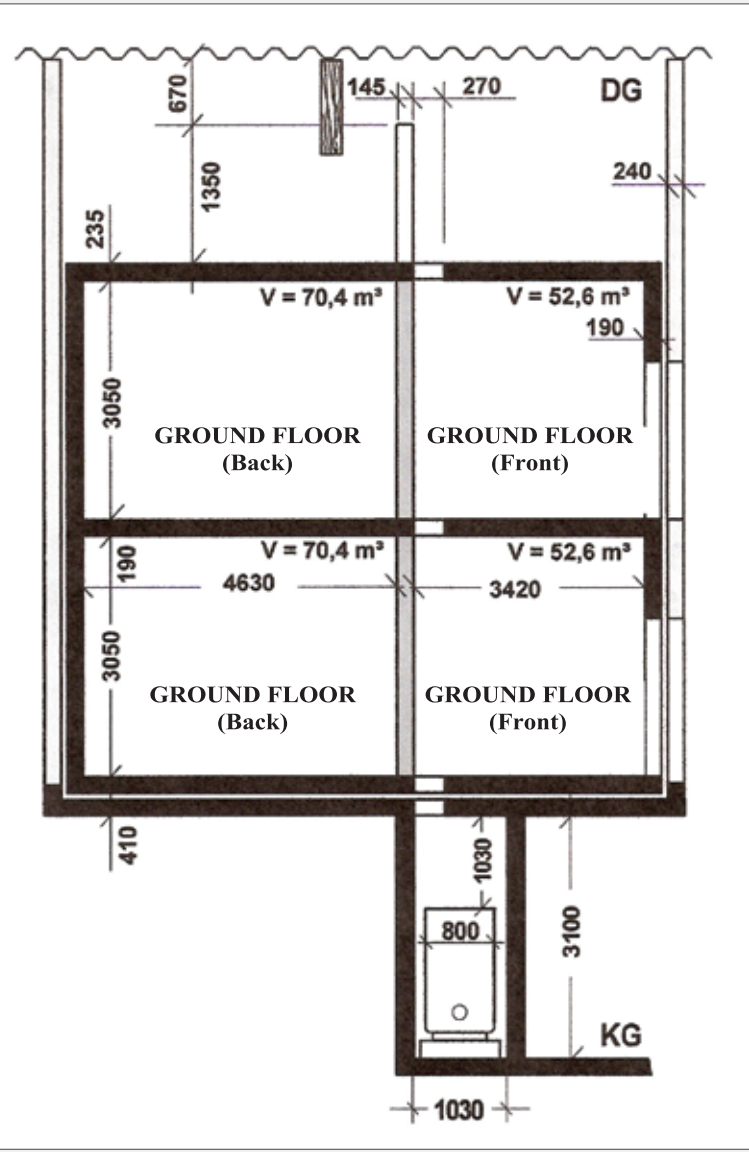 670
145
270
DG
240
1350
235
V = 70,4 m³
V = 52,6 m³
190
3050
GROUND FLOOR
(Back)
GROUND FLOOR
(Front)
V = 70,4 m³
V = 52,6 m³
190
4630
3420
3050
GROUND FLOOR
(Back)
GROUND FLOOR
(Front)
410
1030
800
3100
KG
1030